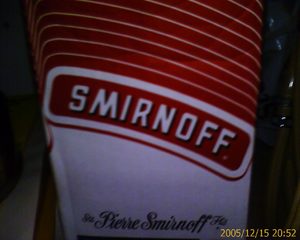 SMIRNOFF
Ste Pierre Smirnoff Fls
2005/12/15 20:52